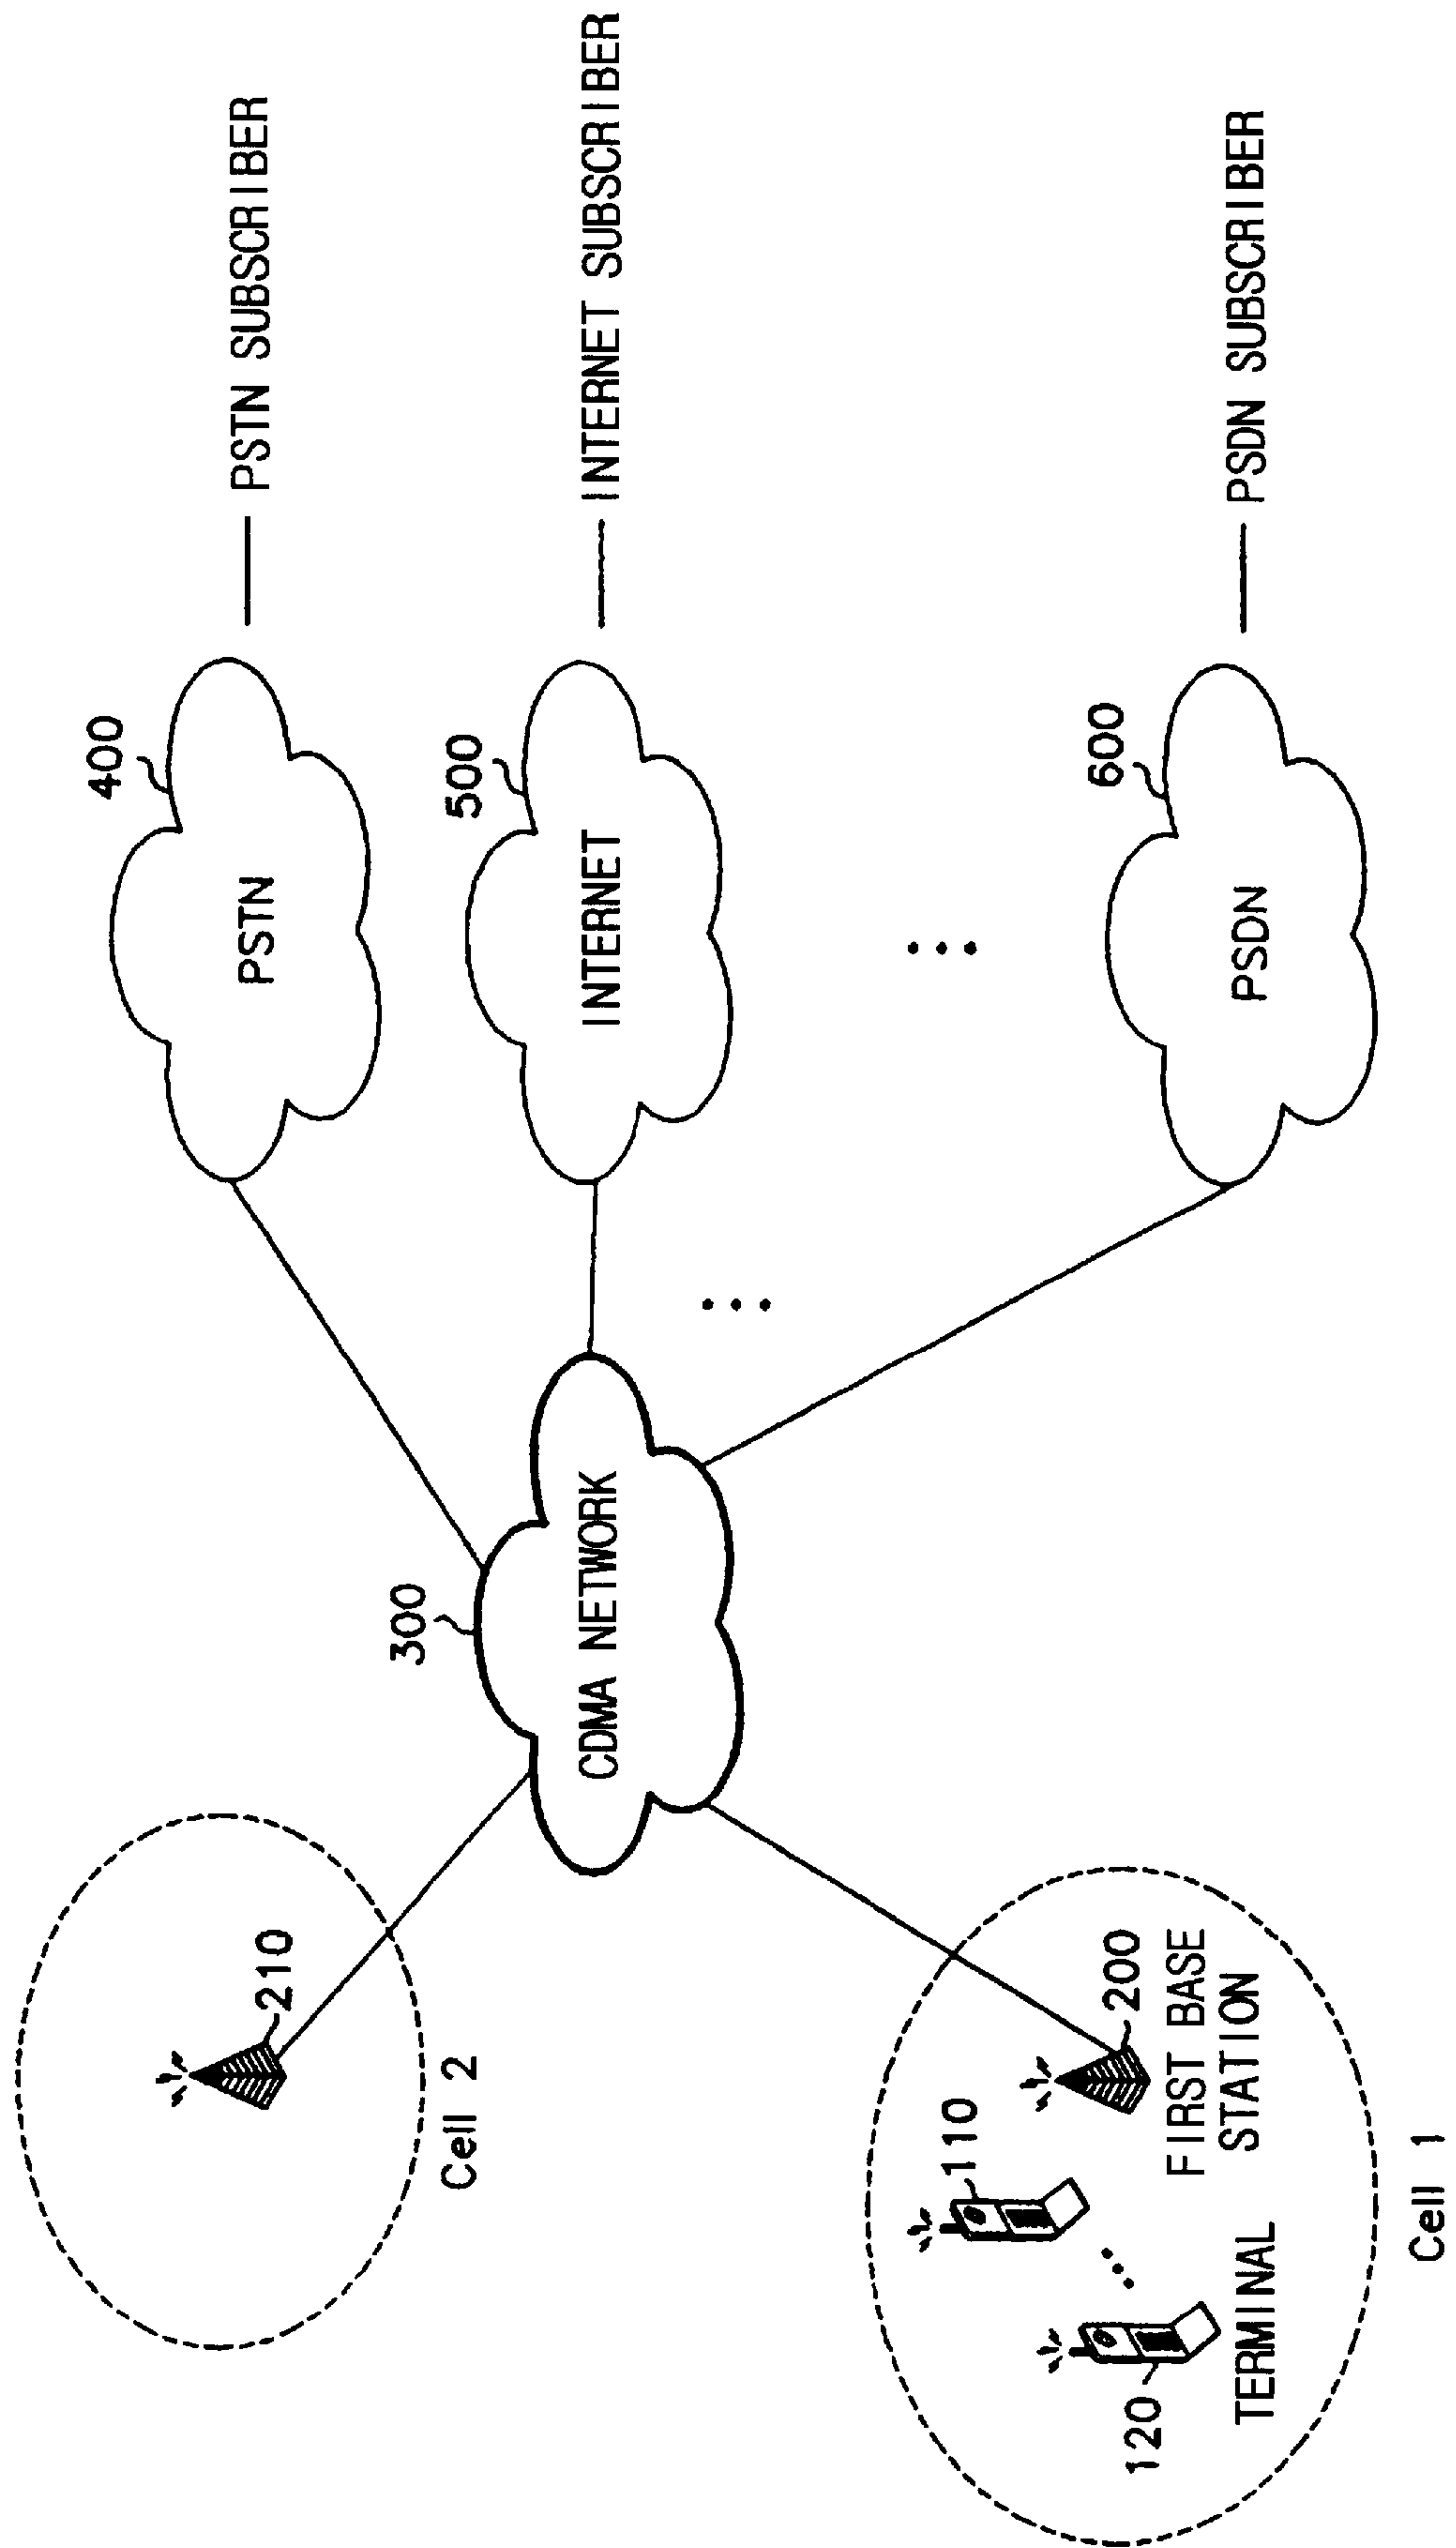 Cell 2
210
300
CDMA NETWORK
400
PSTN
PSTN SUBSCRIBER
500
INTERNET
INTERNET SUBSCRIBER
600
PSDN
PSDN SUBSCRIBER
110
120
TERMINAL
200
FIRST BASE
STATION
Cell 1